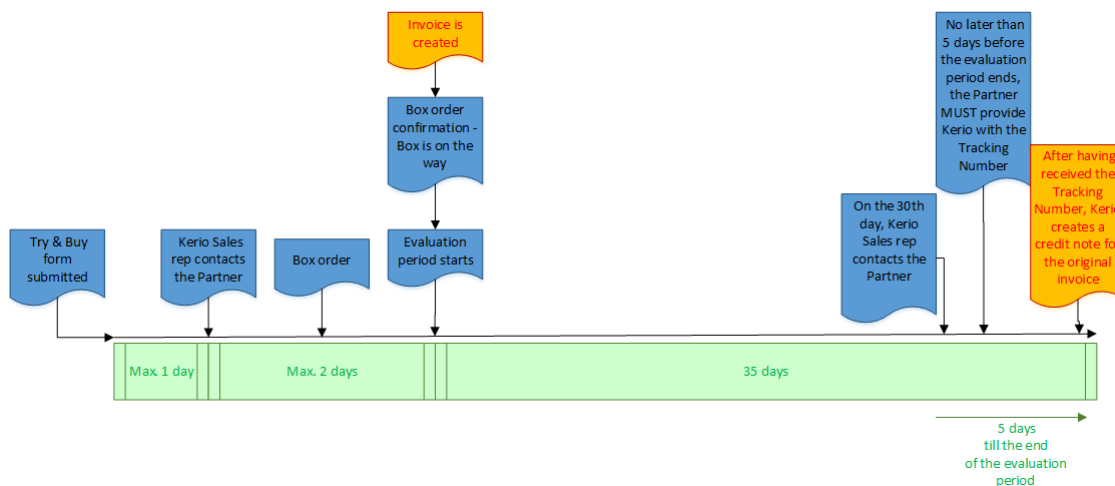 Invoice is
created
Box order
confirmation -
Box is on the
way
Try & Buy
form
submitted
Kerio Sales
rep contacts
the Partner
Box order
Evaluation
period starts
On the 30th
day, Kerio
Sales rep
contacts the
Partner
No later than
5 days before
the evaluation
period ends,
the Partner
MUST provide
Kerio with the
Tracking
Number
After having
received the
Tracking
Number, Kerio
creates a
credit note for
the original
invoice
Max. 1 day
Max. 2 days
35 days
5 days
till the end
of the evaluation
period